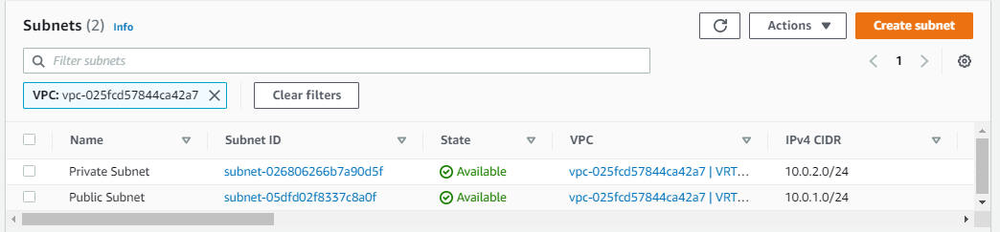 Subnets (2) Info
Actions
Create subnet
Filter subnets
1
VPC: vpc-025fcd57844ca42a7
Clear filters
Name Subnet ID State VPC IPv4 CIDR
Private Subnet subnet-026806266b7a90d5f Available vpc-025fcd57844ca42a7 | VRT... 10.0.2.0/24
Public Subnet subnet-05dfd02f8337c8a0f Available vpc-025fcd57844ca42a7 | VRT... 10.0.1.0/24